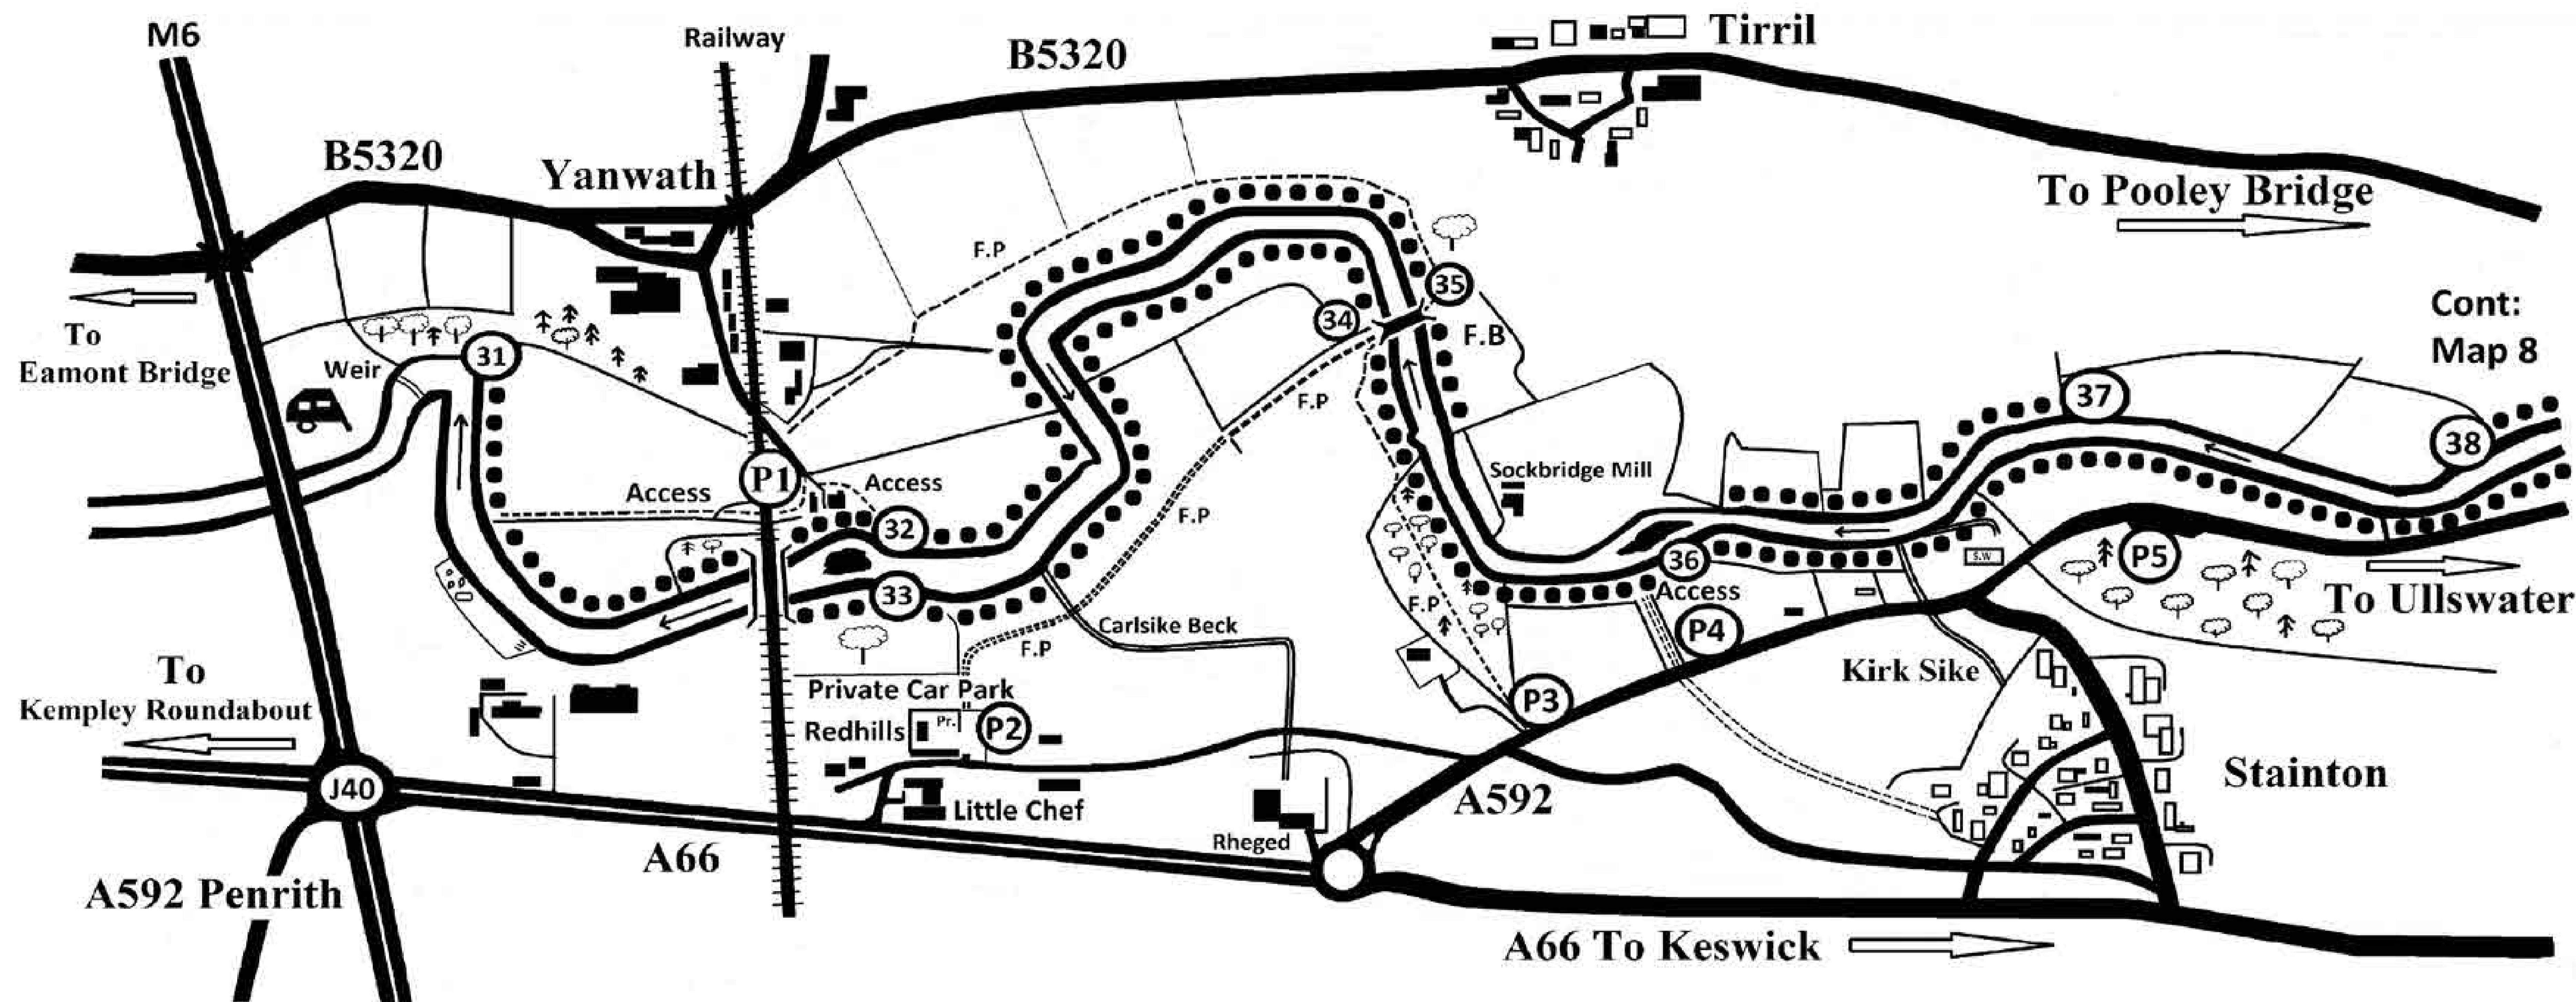 M6
Railway
B5320
Tirril
B5320
Yanwath
To Pooley Bridge
F.P
35
34
F.B
Cont:
Map 8
To
Eamont Bridge
31
Weir
37
F.P
38
P1
Access
Access
Sockbridge Mill
F.P
32
36
S.W
P5
33
Access
To Ullswater
F.P
P4
Carlsike Beck
F.P
W
To
Kempley Roundabout
Kirk Sike
Private Car Park
P3
Redhills
Pr.
P2
J40
Little Chef
A592
Stainton
Rheged
A66
A592 Penrith
A66 To Keswick